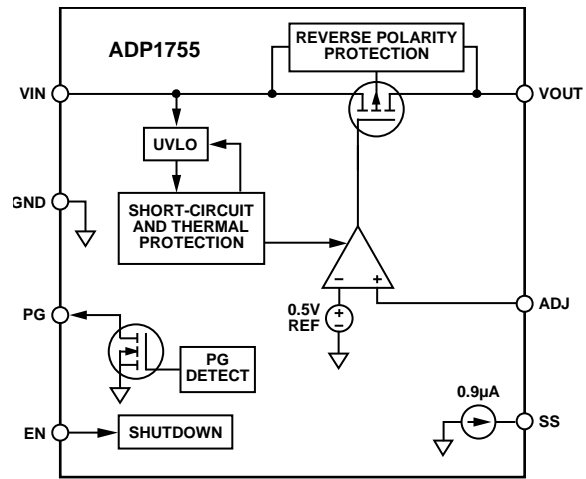 ADP1755
REVERSE POLARITY
PROTECTION
VIN
VOUT
UVLO
GND
SHORT-CIRCUIT
AND THERMAL
PROTECTION
–
+
0.5V
REF
+
–
ADJ
PG
PG
DETECT
0.9µA
SS
EN
SHUTDOWN